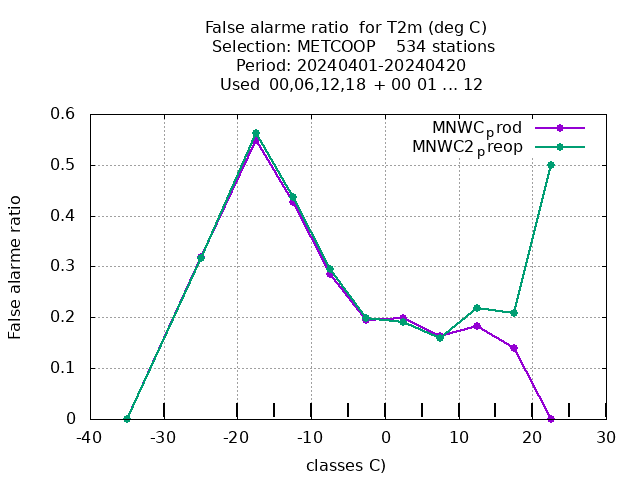 False alarme ratio  for T2m (deg C)
Selection: METCOOP    534 stations
Period: 20240401-20240420
Used  00,06,12,18  + 00 01 ... 12
MNWCprod
MNWC2preop
False alarme ratio
0.6
0.5
0.4
0.3
0.2
0.1
0
-40 -30 -20 -10 0 10 20 30
classes C)